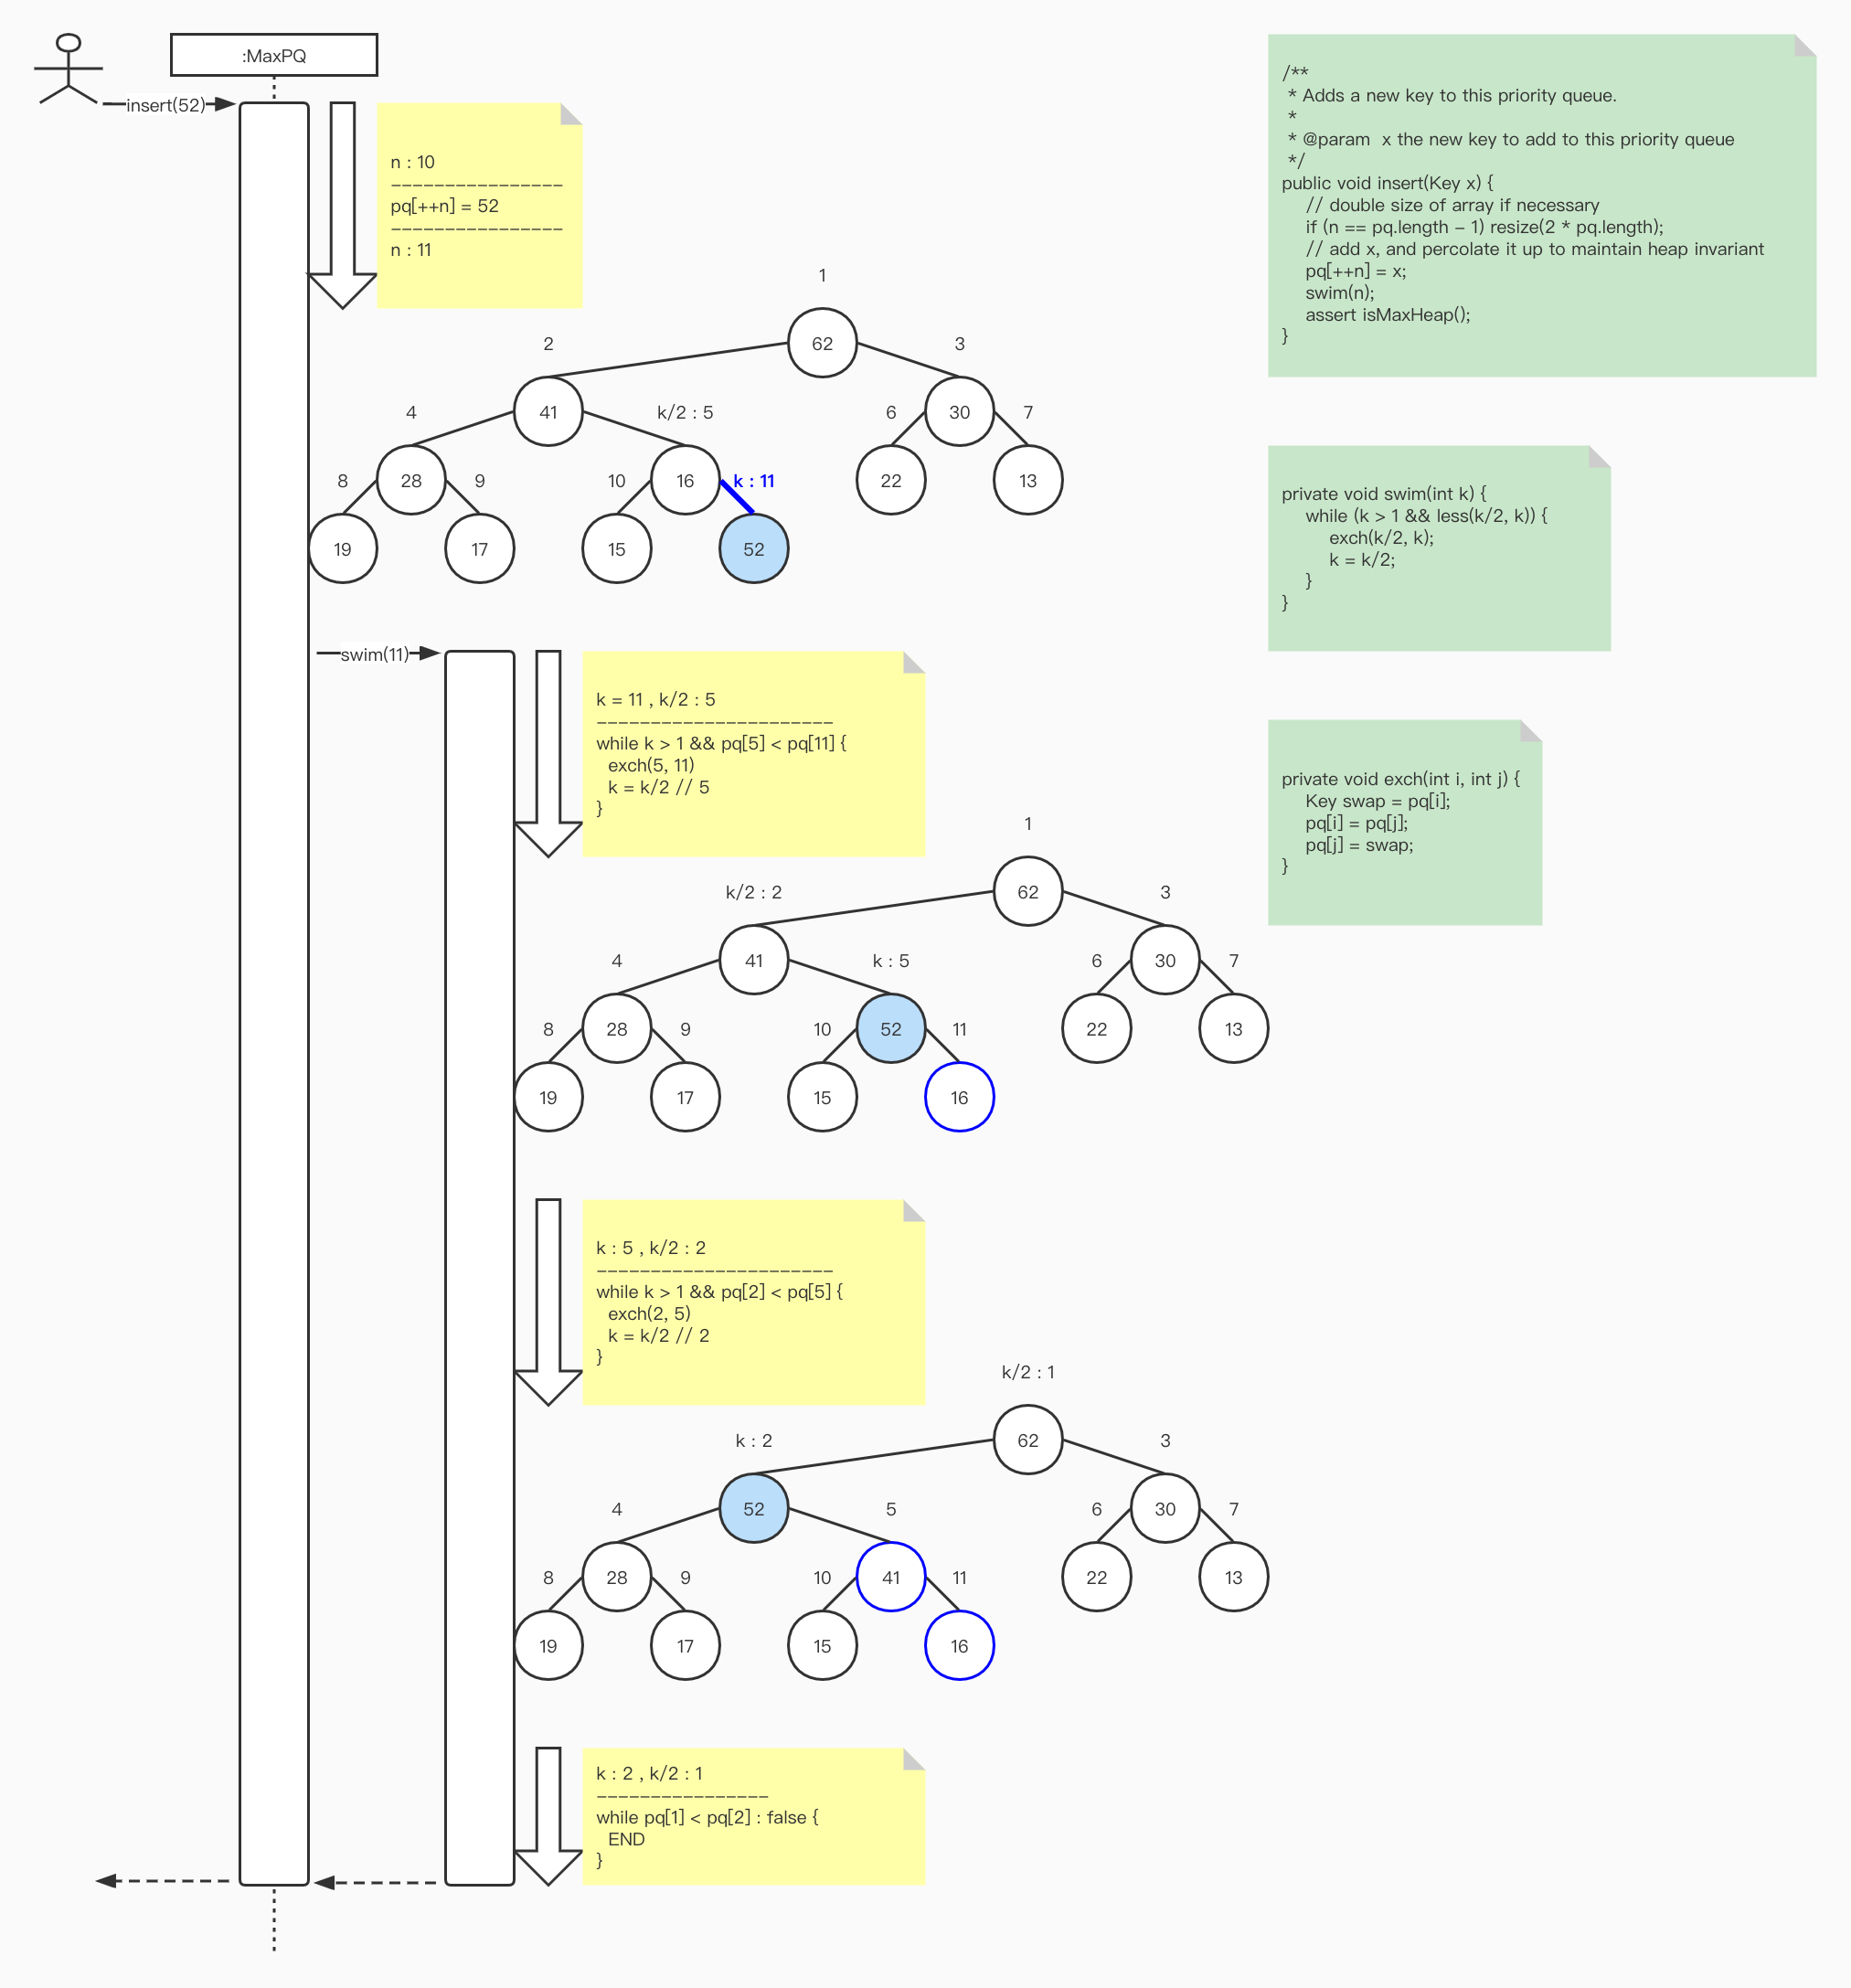 :MaxPQ
insert(52)
n : 10
----------------
pq[++n] = 52
----------------
n : 11
1
62
2
3
41
30
4
k/2 : 5
6
7
28
16
22
13
8
9
10
k : 11
19
17
15
52
swim(11)
k = 11 , k/2 : 5
----------------------
while k > 1 && pq[5] < pq[11] {
exch(5, 11)
k = k/2 // 5
}
1
62
k/2 : 2
3
41
30
4
k : 5
6
7
28
52
22
13
8
9
10
11
19
17
15
16
k : 5 , k/2 : 2
----------------------
while k > 1 && pq[2] < pq[5] {
exch(2, 5)
k = k/2 // 2
}
k/2 : 1
62
k : 2
3
52
30
4
5
6
7
28
41
22
13
8
9
10
11
19
17
15
16
k : 2 , k/2 : 1
----------------
while pq[1] < pq[2] : false {
END
}
/**
* Adds a new key to this priority queue.
*
* @param  x the new key to add to this priority queue
*/
public void insert(Key x) {
// double size of array if necessary
if (n == pq.length - 1) resize(2 * pq.length);
// add x, and percolate it up to maintain heap invariant
pq[++n] = x;
swim(n);
assert isMaxHeap();
}
private void swim(int k) {
while (k > 1 && less(k/2, k)) {
exch(k/2, k);
k = k/2;
}
}
private void exch(int i, int j) {
Key swap = pq[i];
pq[i] = pq[j];
pq[j] = swap;
}